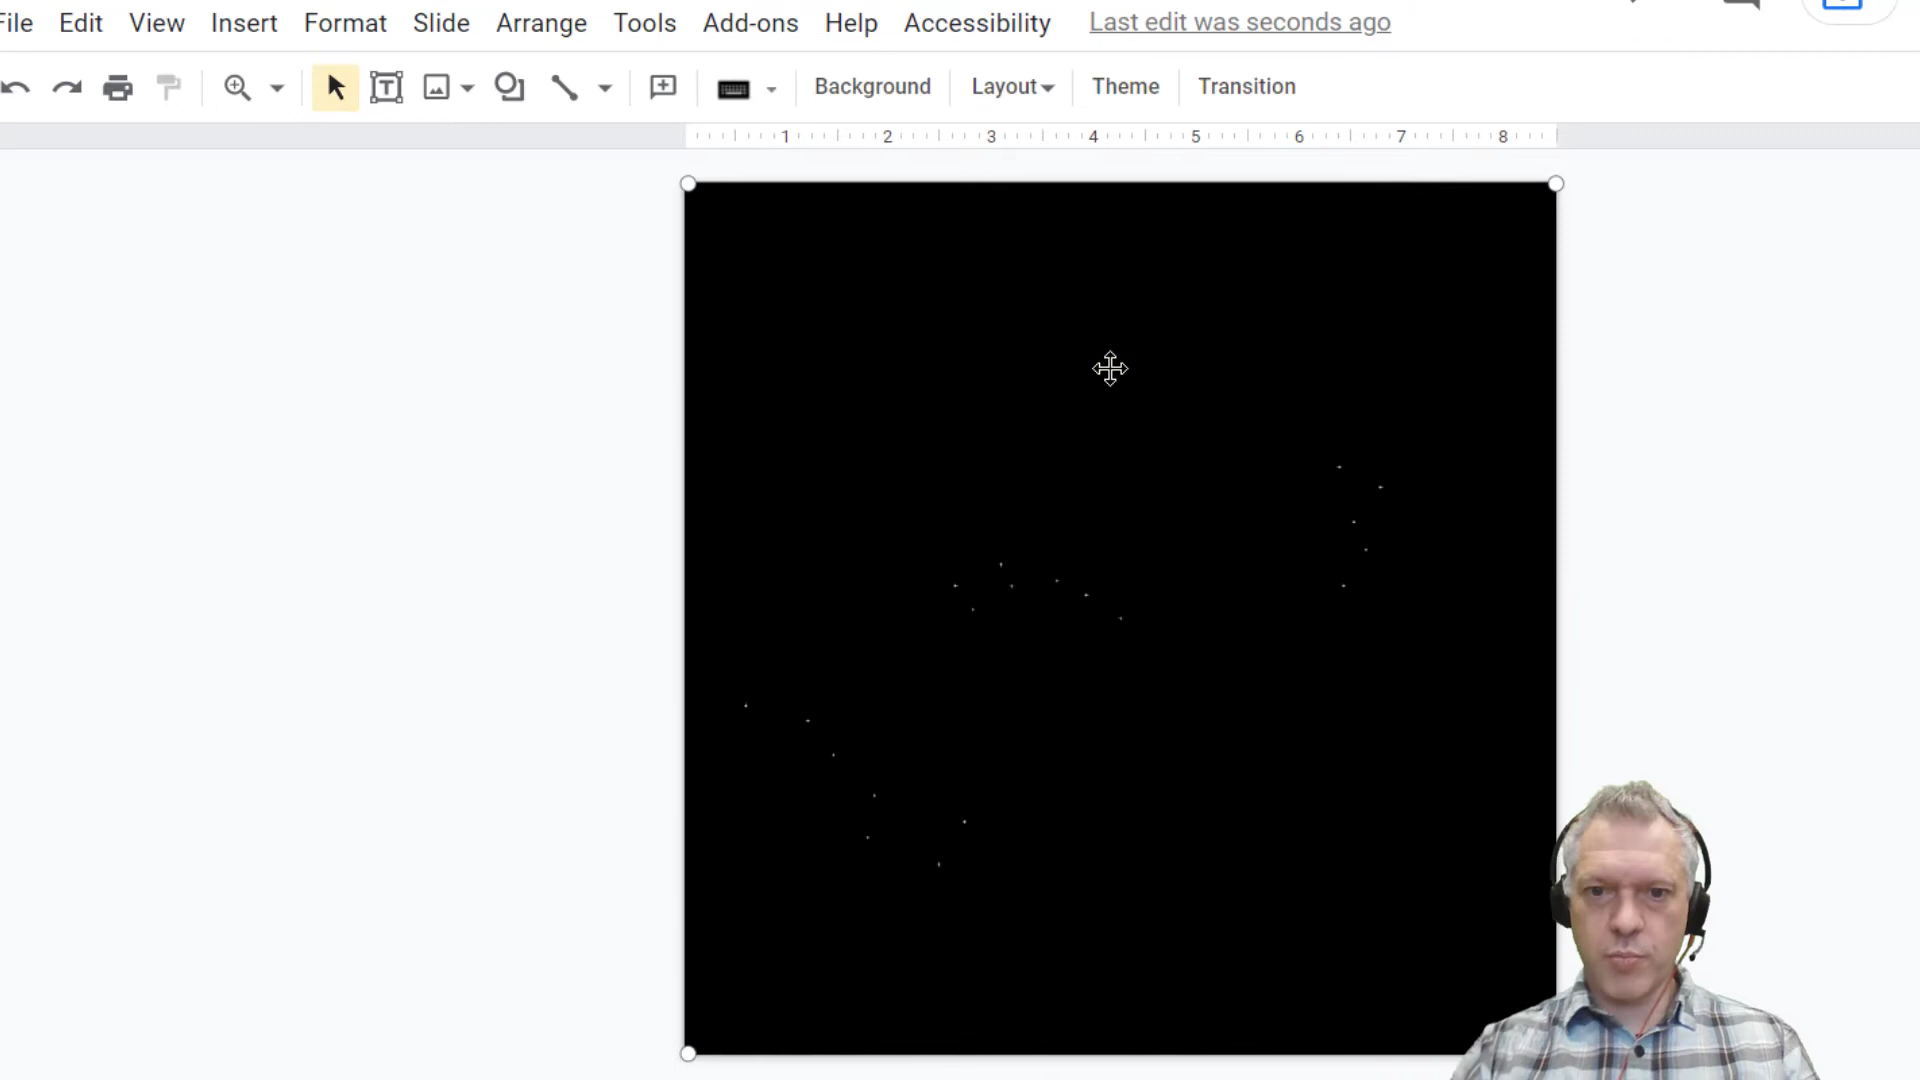 File Edit View Insert Format Slide Arrange Tools Add-ons Help Accessibility Last edit was seconds ago
Background Layout Theme Transition
1 2 3 4 5 6 7 8